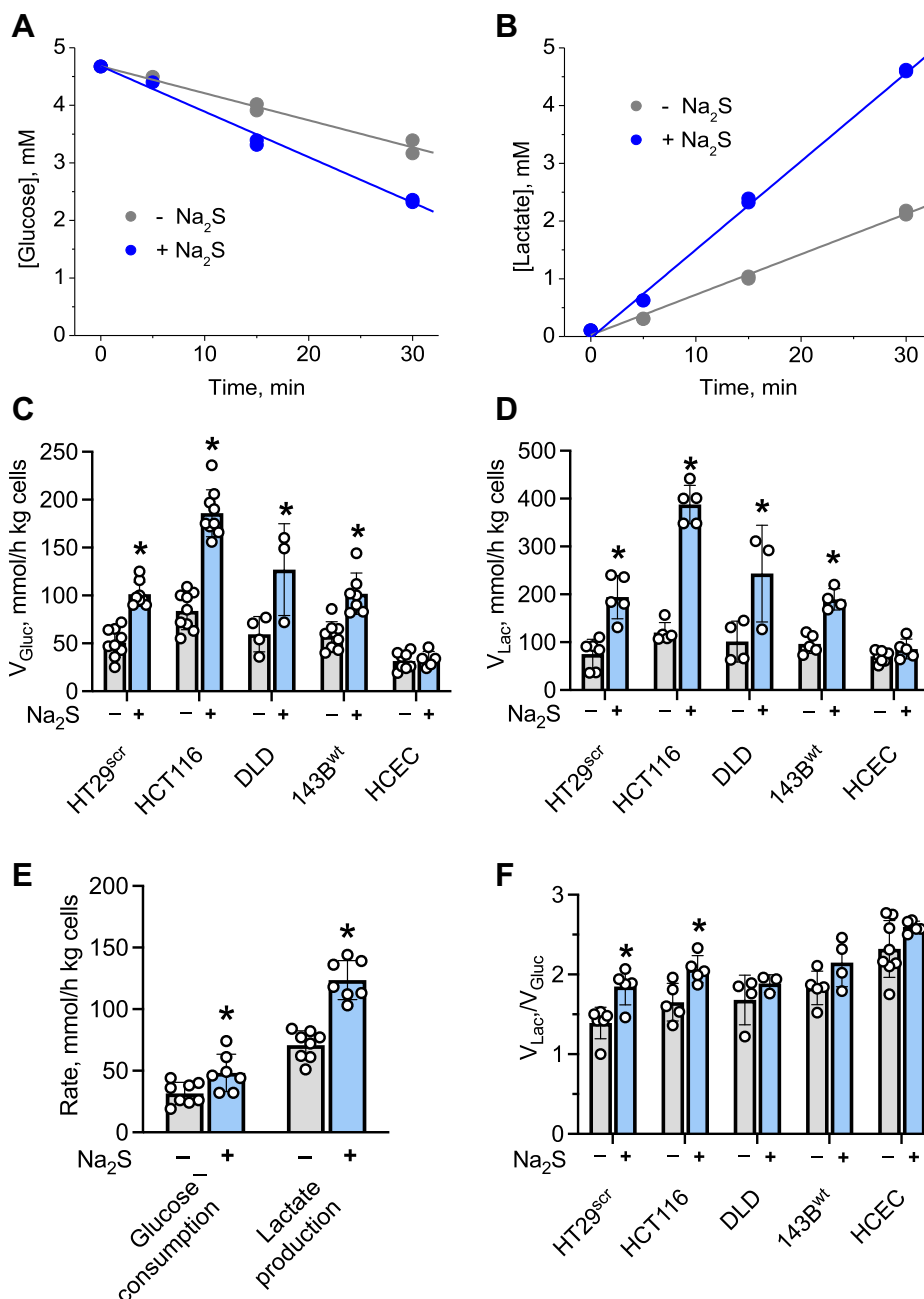 A
B
5
4
3
2
1
0
[Glucose], mM
- Na2S
+ Na2S
0 10 20 30
Time, min
5
4
3
2
1
0
[Lactate], mM
- Na2S
+ Na2S
0 10 20 30
Time, min
C
D
250
200
150
100
50
0
VGluc, mmol/h kg cells
* * * *
Na2S – + – + – + – + – +
HT29scr HCT116 DLD 143Bwt HCEC
500
400
300
200
100
0
VLac, mmol/h kg cells
* * * *
Na2S – + – + – + – + – +
HT29scr HCT116 DLD 143Bwt HCEC
E
F
200
150
100
50
0
Rate, mmol/h kg cells
* *
Na2S – + – +
Glucose_
consumption
Lactate
production
3
2
1
0
VLac,/VGluc
* *
Na2S – + – + – + – + – +
HT29scr HCT116 DLD 143Bwt HCEC